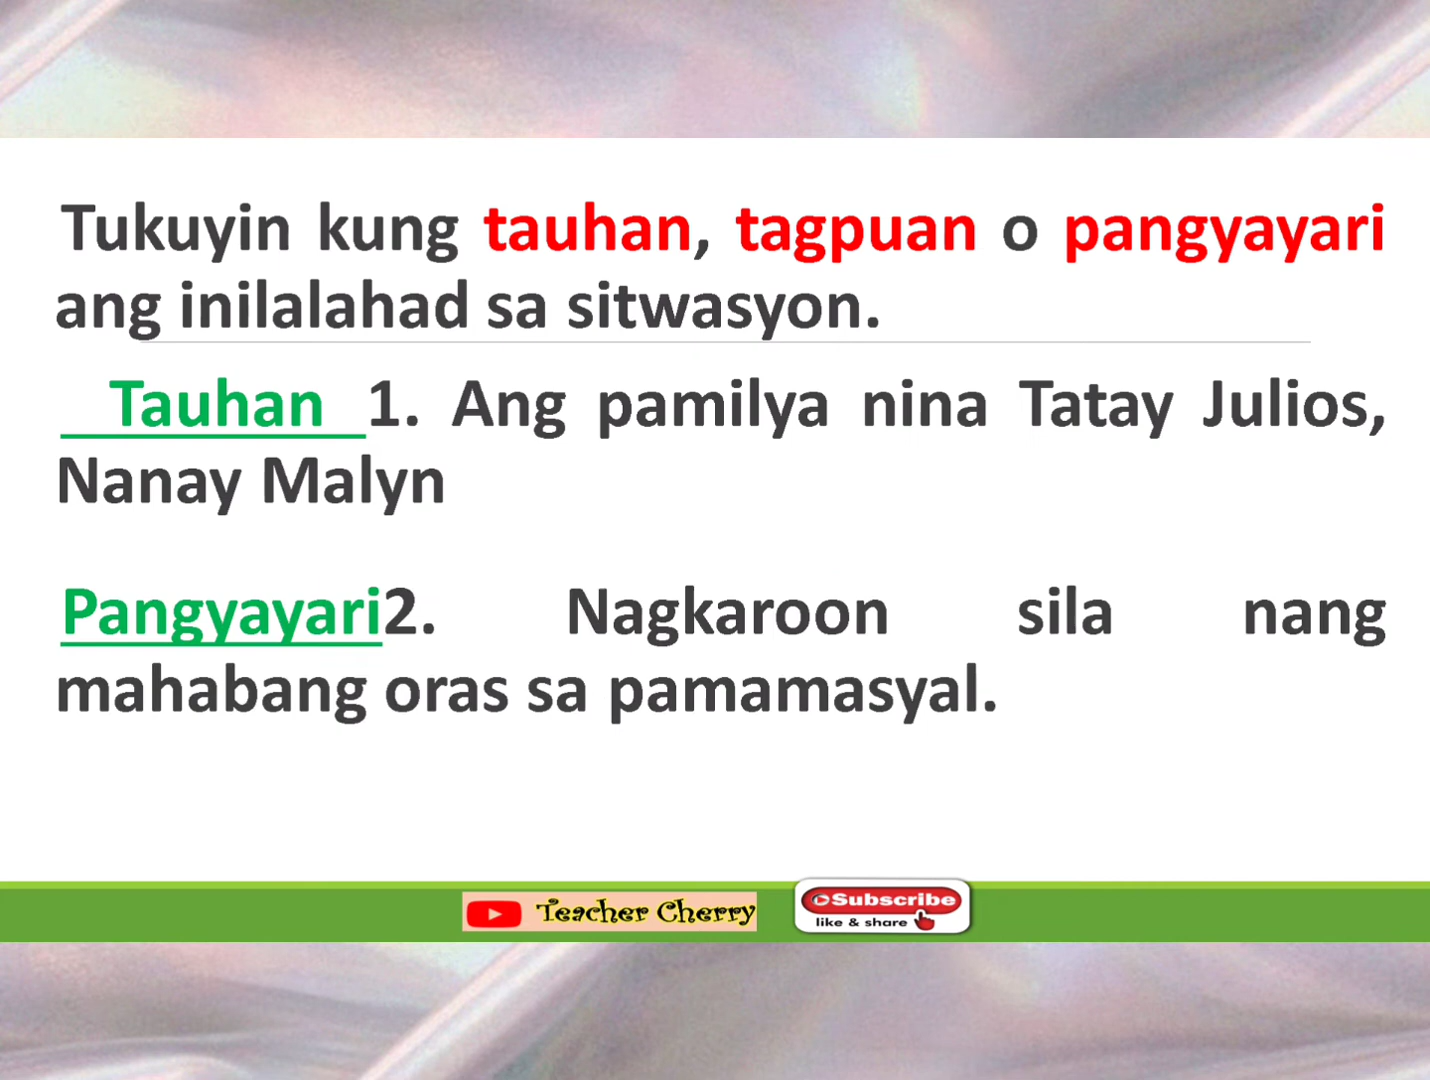 Tukuyin kung tauhan, tagpuan o pangyayari
ang inilalahad sa sitwasyon.
Tauhan 1. Ang pamilya nina Tatay Julios,
Nanay Malyn
Pangyayari2. Nagkaroon sila nang
mahabang oras sa pamamasyal.
Teacher Cherry
Subscribe
like & share